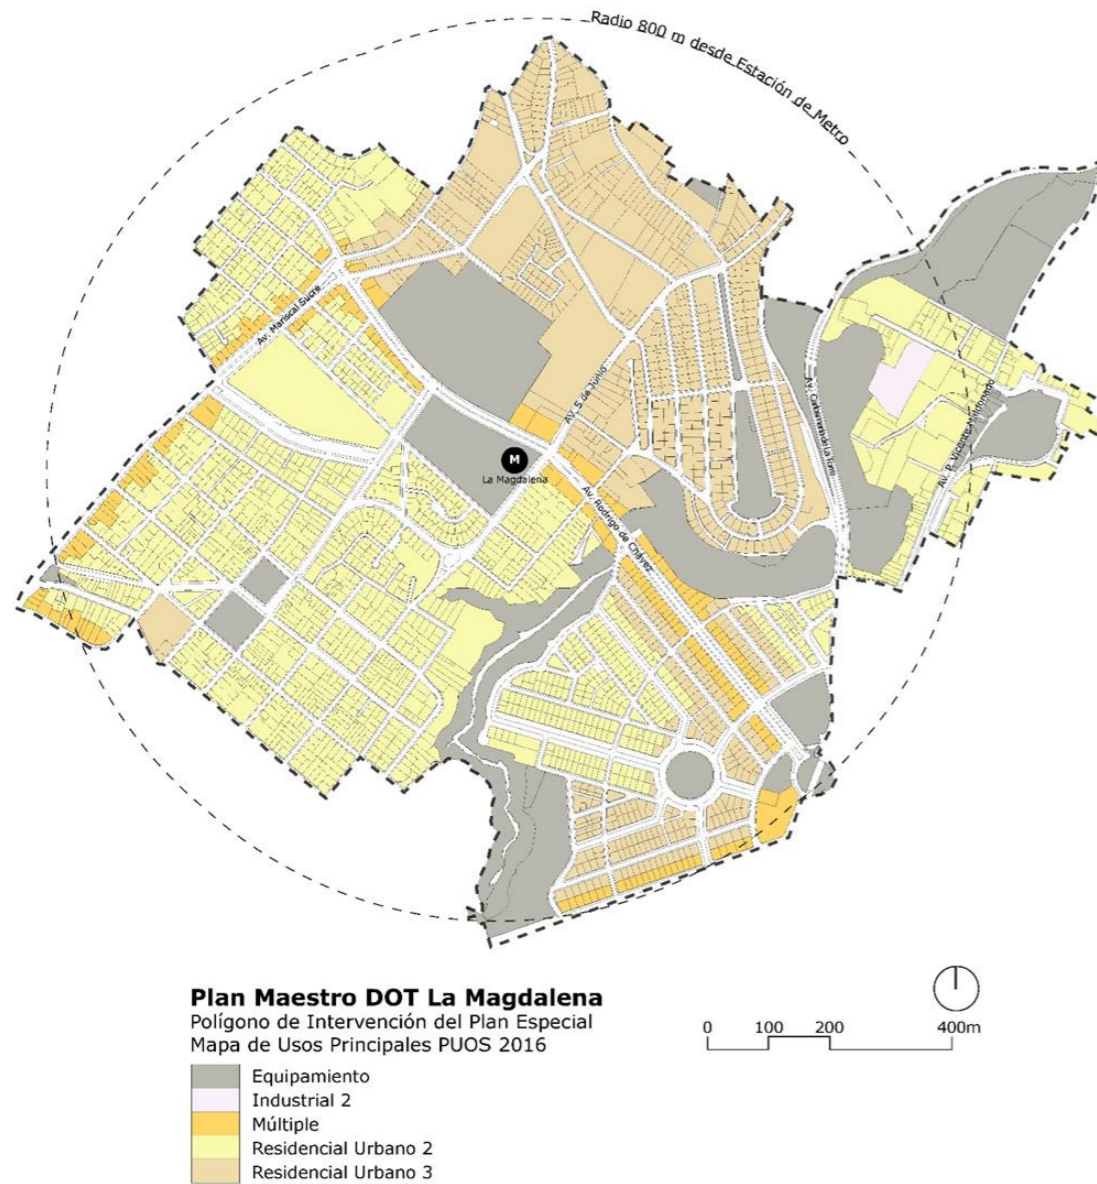 Radio 800 m desde Estación de Metro
Av. Mariscal Sucre
AV. 5 de Junio
M
La Magdalena
Av. Rodrigo de Chávez
Av. P. Vicente Maldonado
Plan Maestro DOT La Magdalena
Polígono de Intervención del Plan Especial
Mapa de Usos Principales PUOS 2016
0 100 200 400m
Equipamiento
Industrial 2
Múltiple
Residencial Urbano 2
Residencial Urbano 3